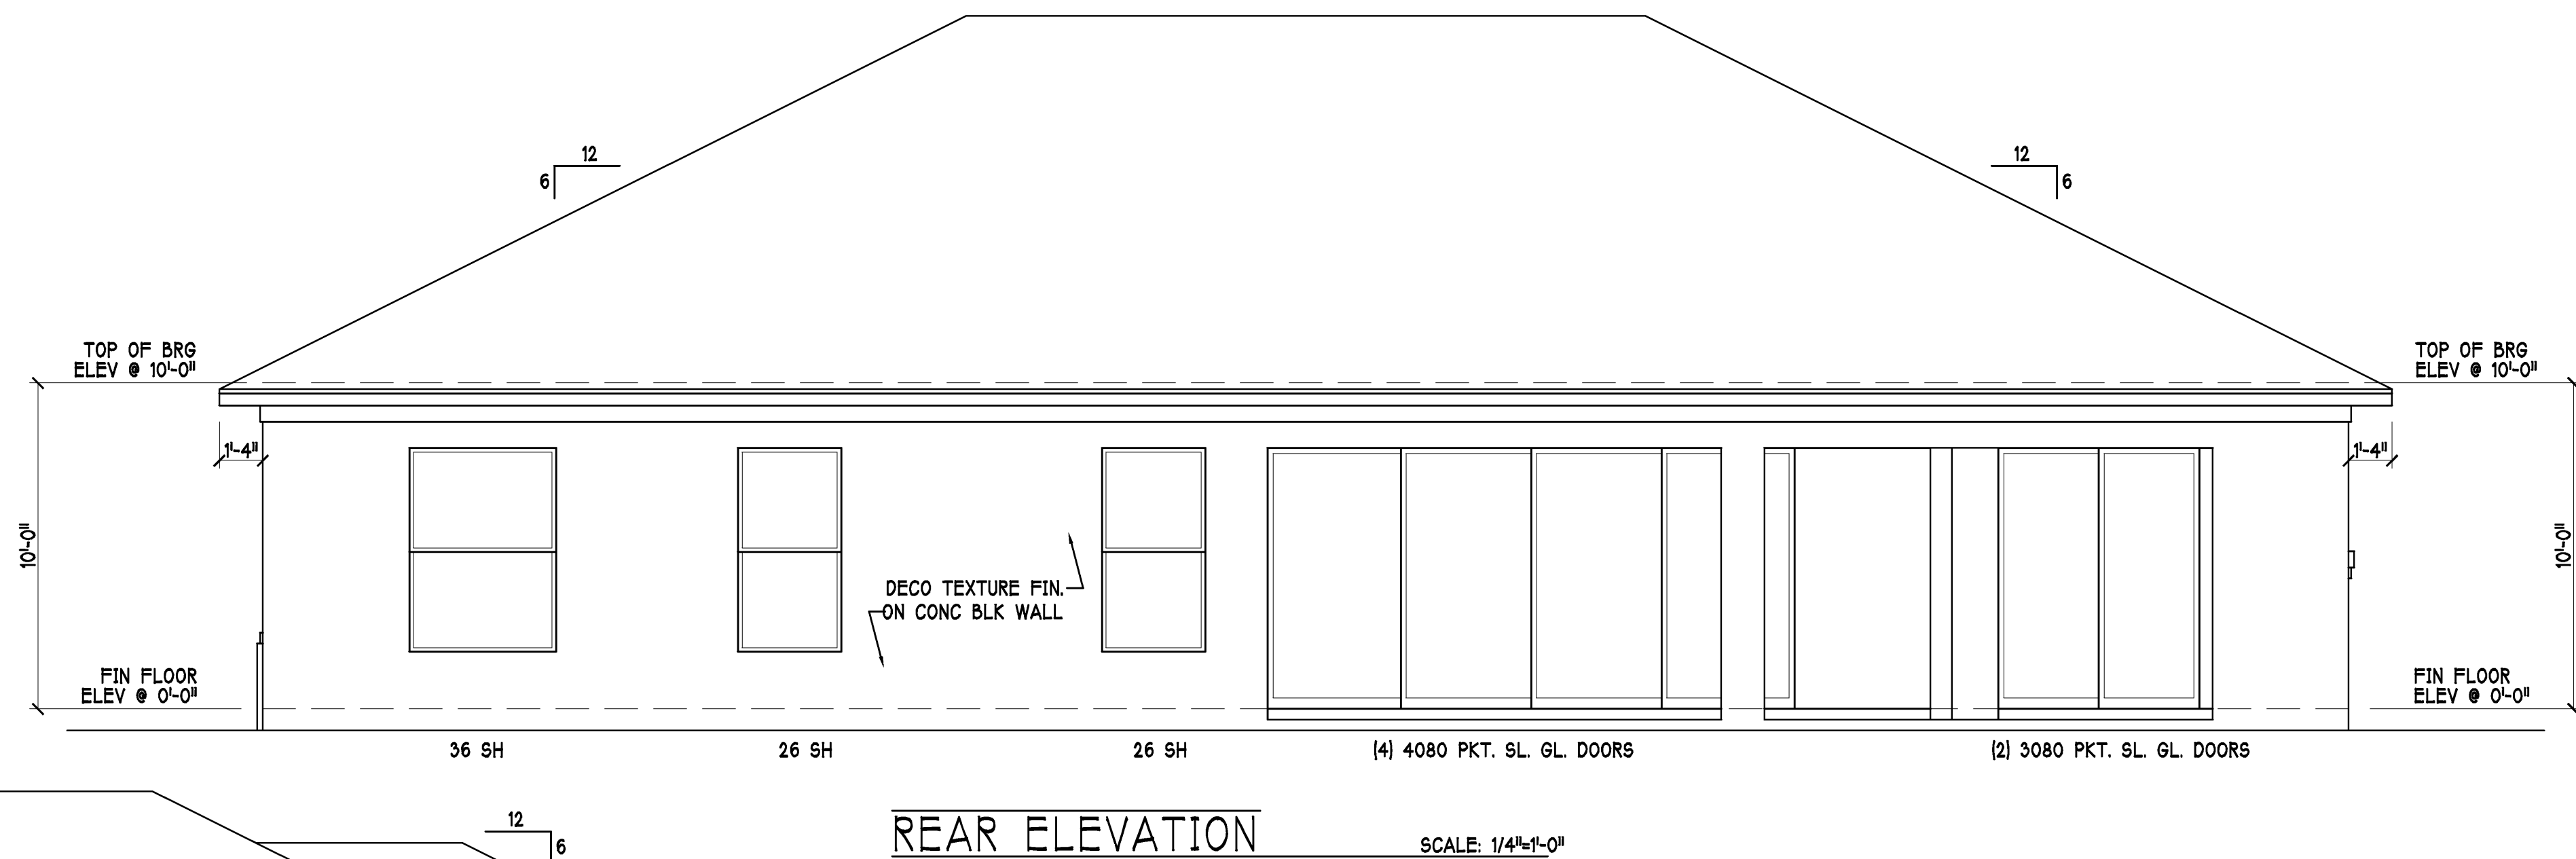 12
6
12
6
TOP OF BRG
ELEV @ 10'-0"
TOP OF BRG
ELEV @ 10'-0"
1'-4"
1'-4"
10'-0"
10'-0"
DECO TEXTURE FIN.
ON CONC BLK WALL
FIN FLOOR
ELEV @ 0'-0"
FIN FLOOR
ELEV @ 0'-0"
36 SH
26 SH
26 SH
(4) 4080 PKT. SL. GL. DOORS
(2) 3080 PKT. SL. GL. DOORS
12
6
REAR ELEVATION
SCALE: 1/4"=1'-0"